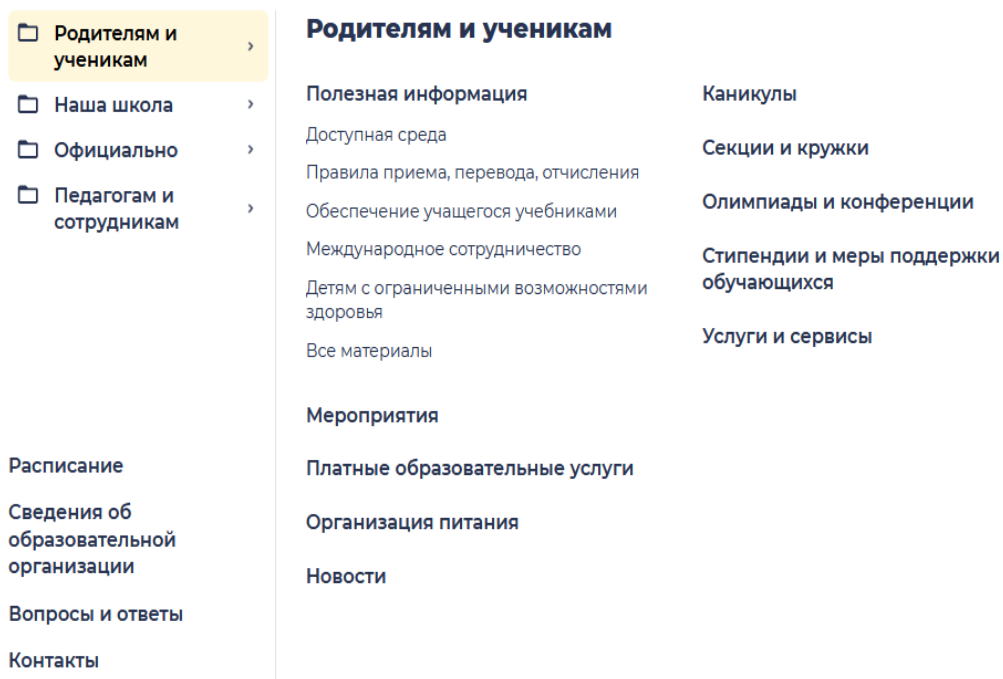 Родителям и
ученикам
Наша школа
Официально
Педагогам и
сотрудникам
Расписание
Сведения об
образовательной
организации
Вопросы и ответы
Контакты
Родителям и ученикам
Полезная информация
Доступная среда
Правила приема, перевода, отчисления
Обеспечение учащегося учебниками
Международное сотрудничество
Детям с ограниченными возможностями
здоровья
Все материалы
Мероприятия
Платные образовательные услуги
Организация питания
Новости
Каникулы
Секции и кружки
Олимпиады и конференции
Стипендии и меры поддержки
обучающихся
Услуги и сервисы